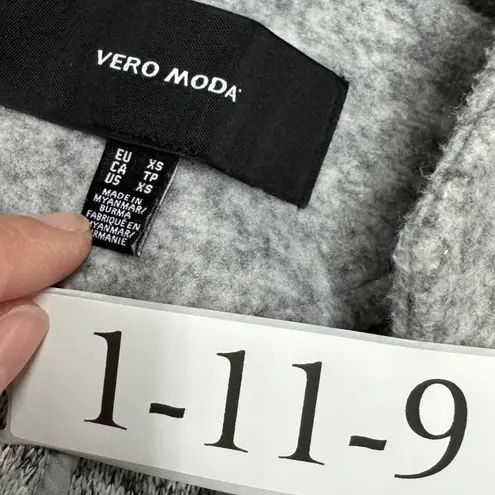 VERO MODA
EU XS
CA TP
US XS
MADE IN
MYANMAR/
BURMA
FABRIQUÉ EN
MYANMAR/
BIRMANIE
1-11-9